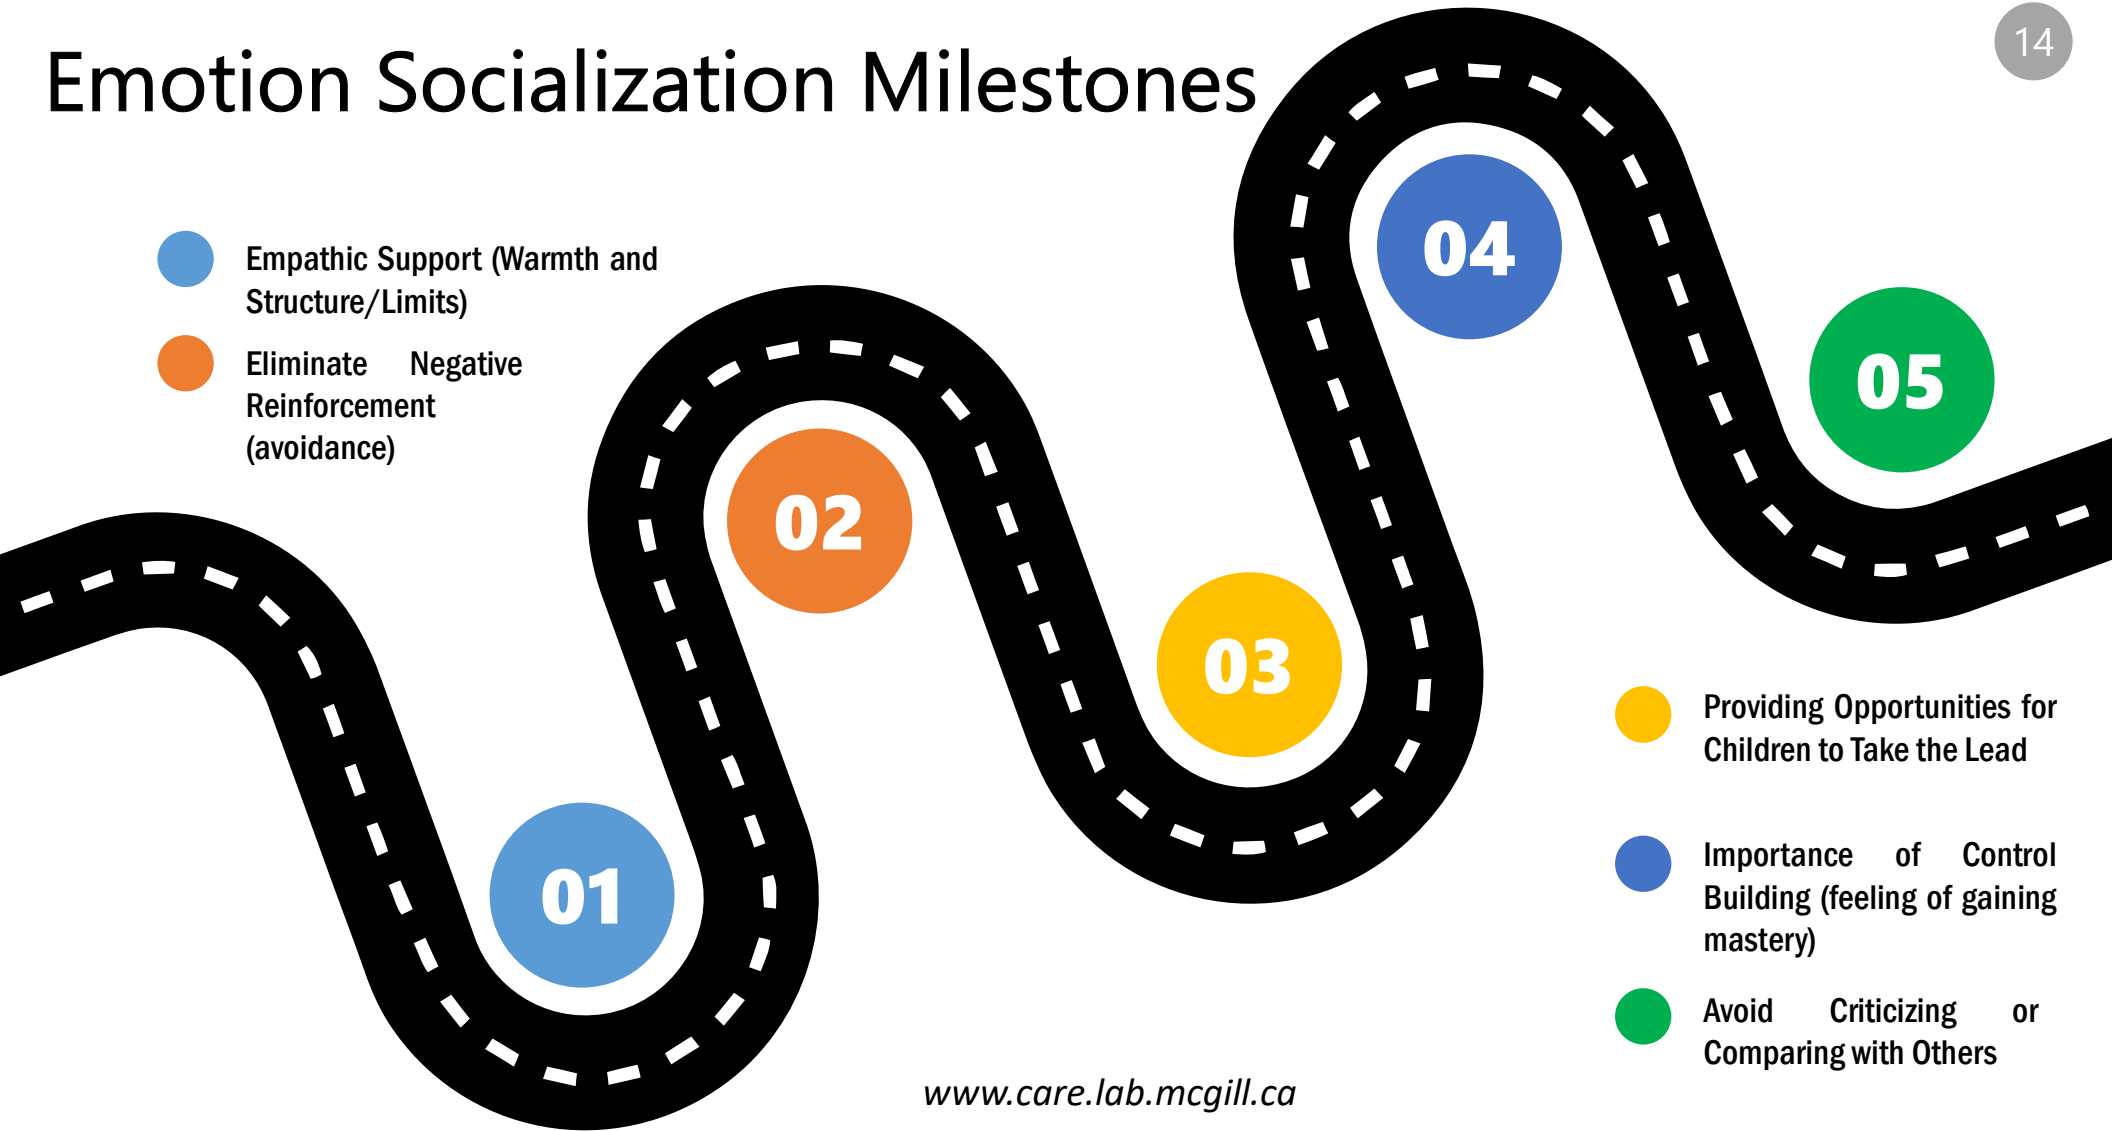 14
Emotion Socialization Milestones
Empathic Support (Warmth and
Structure/Limits)
Eliminate Negative
Reinforcement
(avoidance)
04
05
02
03
01
Providing Opportunities for
Children to Take the Lead
Importance of Control
Building (feeling of gaining
mastery)
Avoid Criticizing or
Comparing with Others
www.care.lab.mcgill.ca